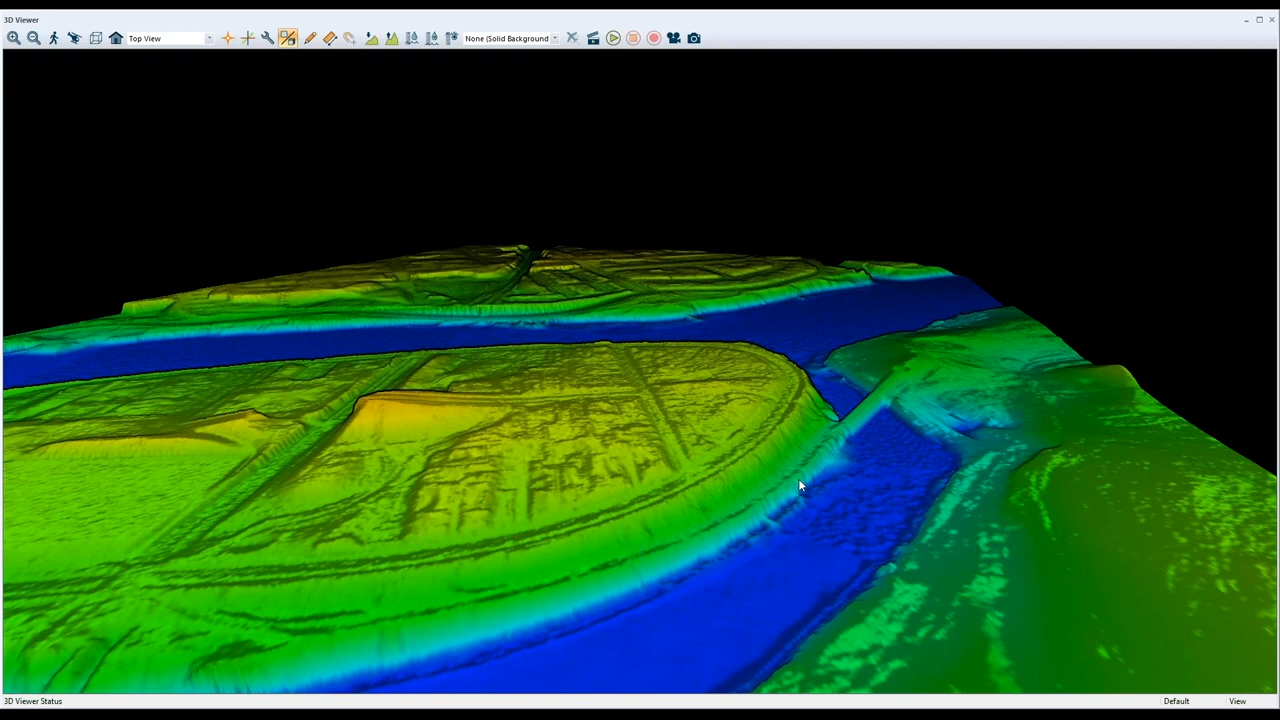 3D Viewer
Top View
None (Solid Background
3D Viewer Status
Default
View